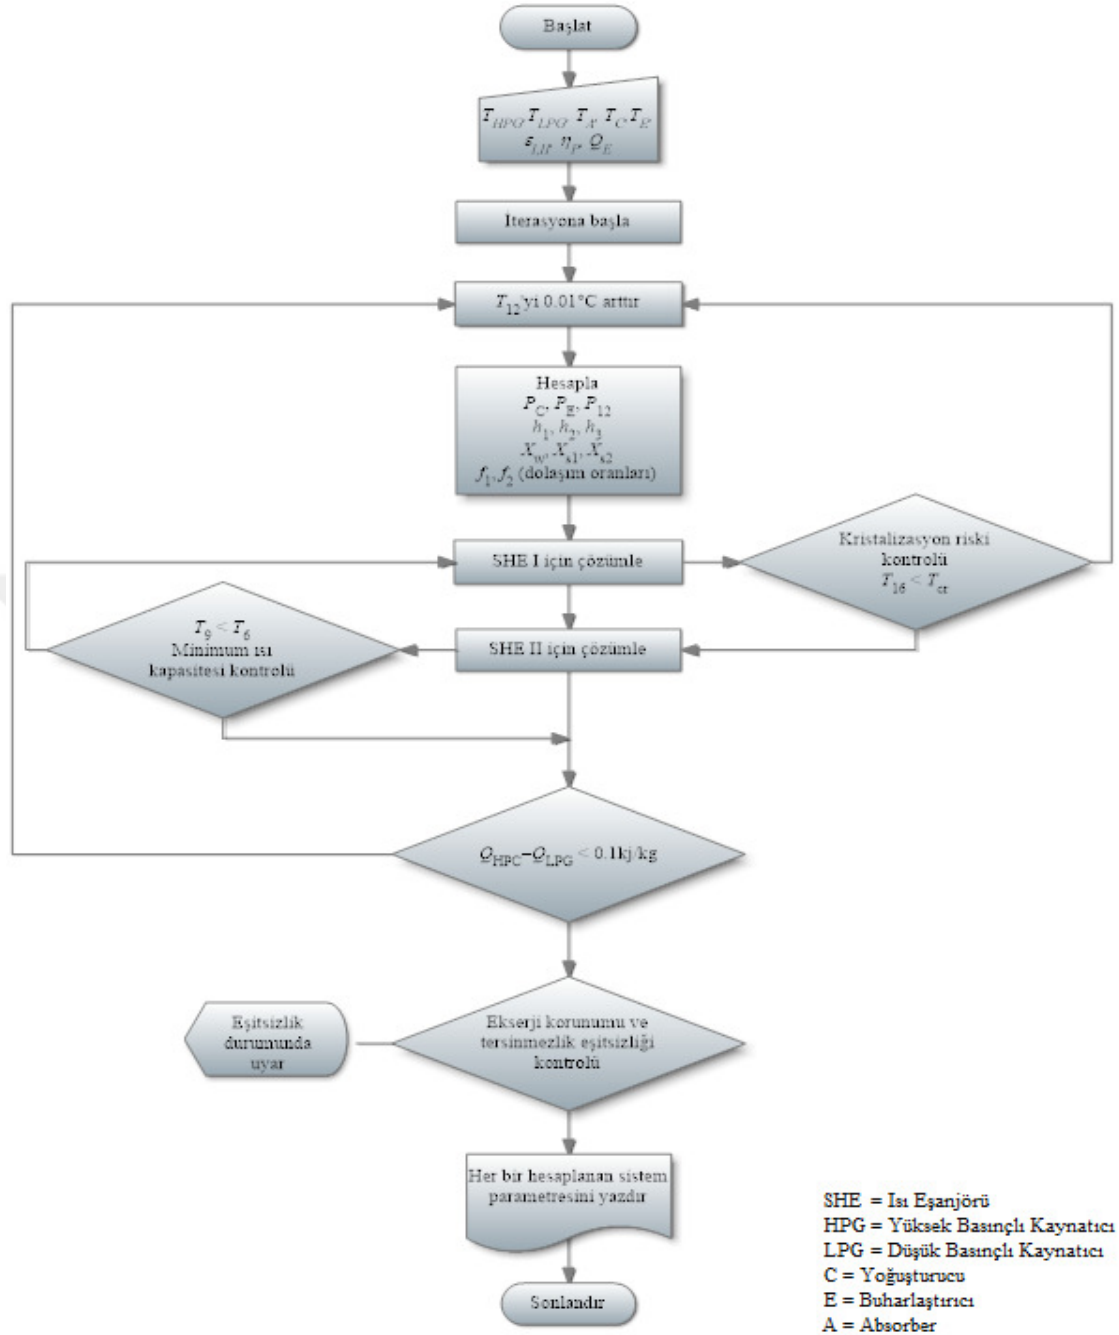 Başlat
T_HPG, T_LPG, T_A, T_C, T_E,
ε_LH, η_P, Q_E
İterasyona başla
T_12'yi 0.01°C arttır
Hesapla
P_C, P_E, P_12
h_1, h_2, h_3
X_w, X_s1, X_s2
f_1, f_2 (dolaşım oranları)
SHE I için çözümle
Kristalizasyon riski
kontrolü
T_16 < T_cr
SHE II için çözümle
T_9 < T_6
Minimum ısı
kapasitesi kontrolü
Q_HPC−Q_LPG < 0.1kj/kg
Ekserji korunumu ve
tersinmezlik eşitsizliği
kontrolü
Eşitsizlik
durumunda
uyar
Her bir hesaplanan sistem
parametresini yazdır
Sonlandır
SHE = Isı Eşanjörü
HPG = Yüksek Basınçlı Kaynatıcı
LPG = Düşük Basınçlı Kaynatıcı
C = Yoğuşturucu
E = Buharlaştırıcı
A = Absorber